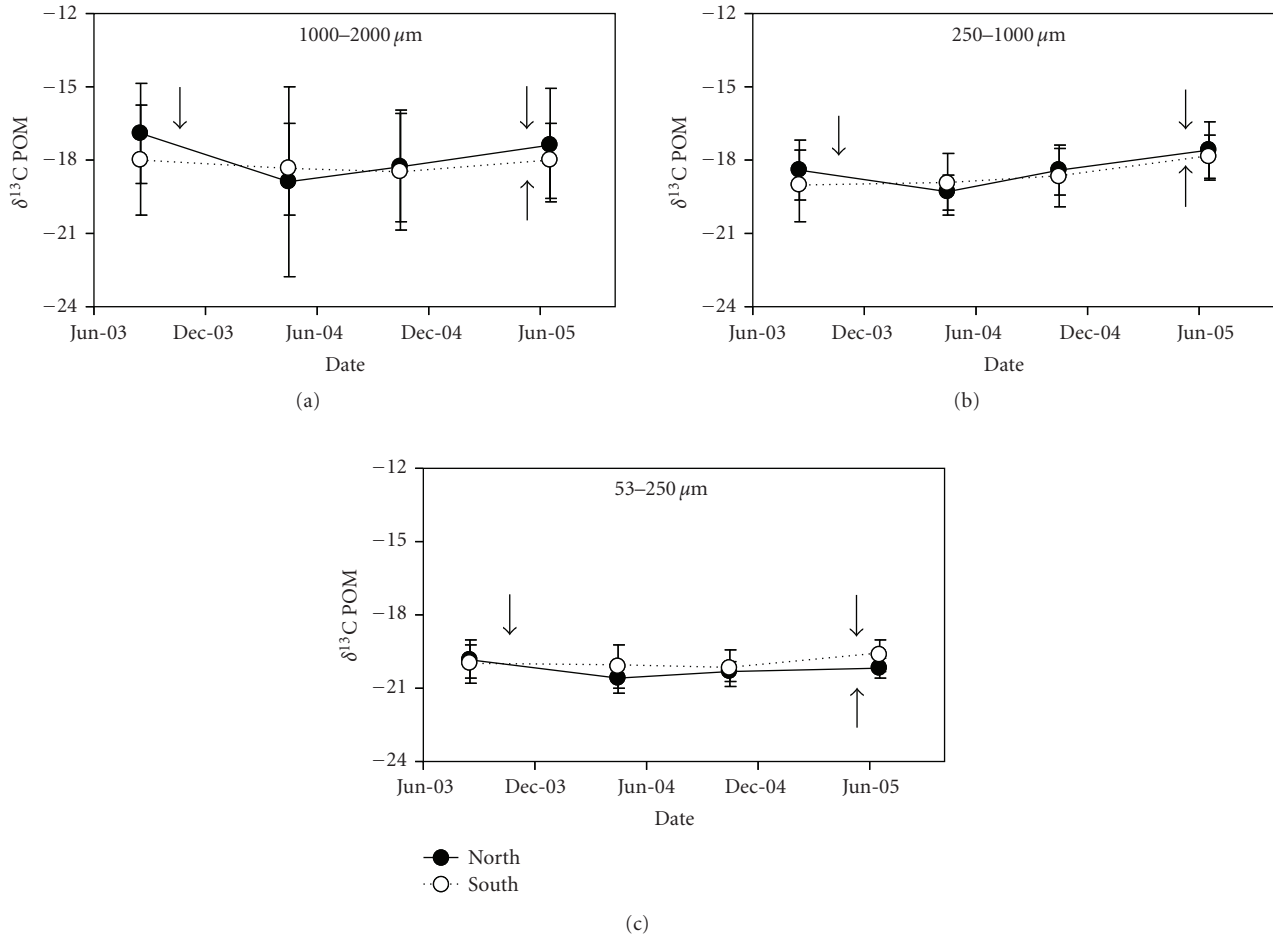 1000–2000 μm
−12
−15
−18
−21
−24
δ¹³C POM
Jun-03 Dec-03 Jun-04 Dec-04 Jun-05
Date
(a)
250–1000 μm
−12
−15
−18
−21
−24
δ¹³C POM
Jun-03 Dec-03 Jun-04 Dec-04 Jun-05
Date
(b)
53–250 μm
−12
−15
−18
−21
−24
δ¹³C POM
Jun-03 Dec-03 Jun-04 Dec-04 Jun-05
Date
North
South
(c)